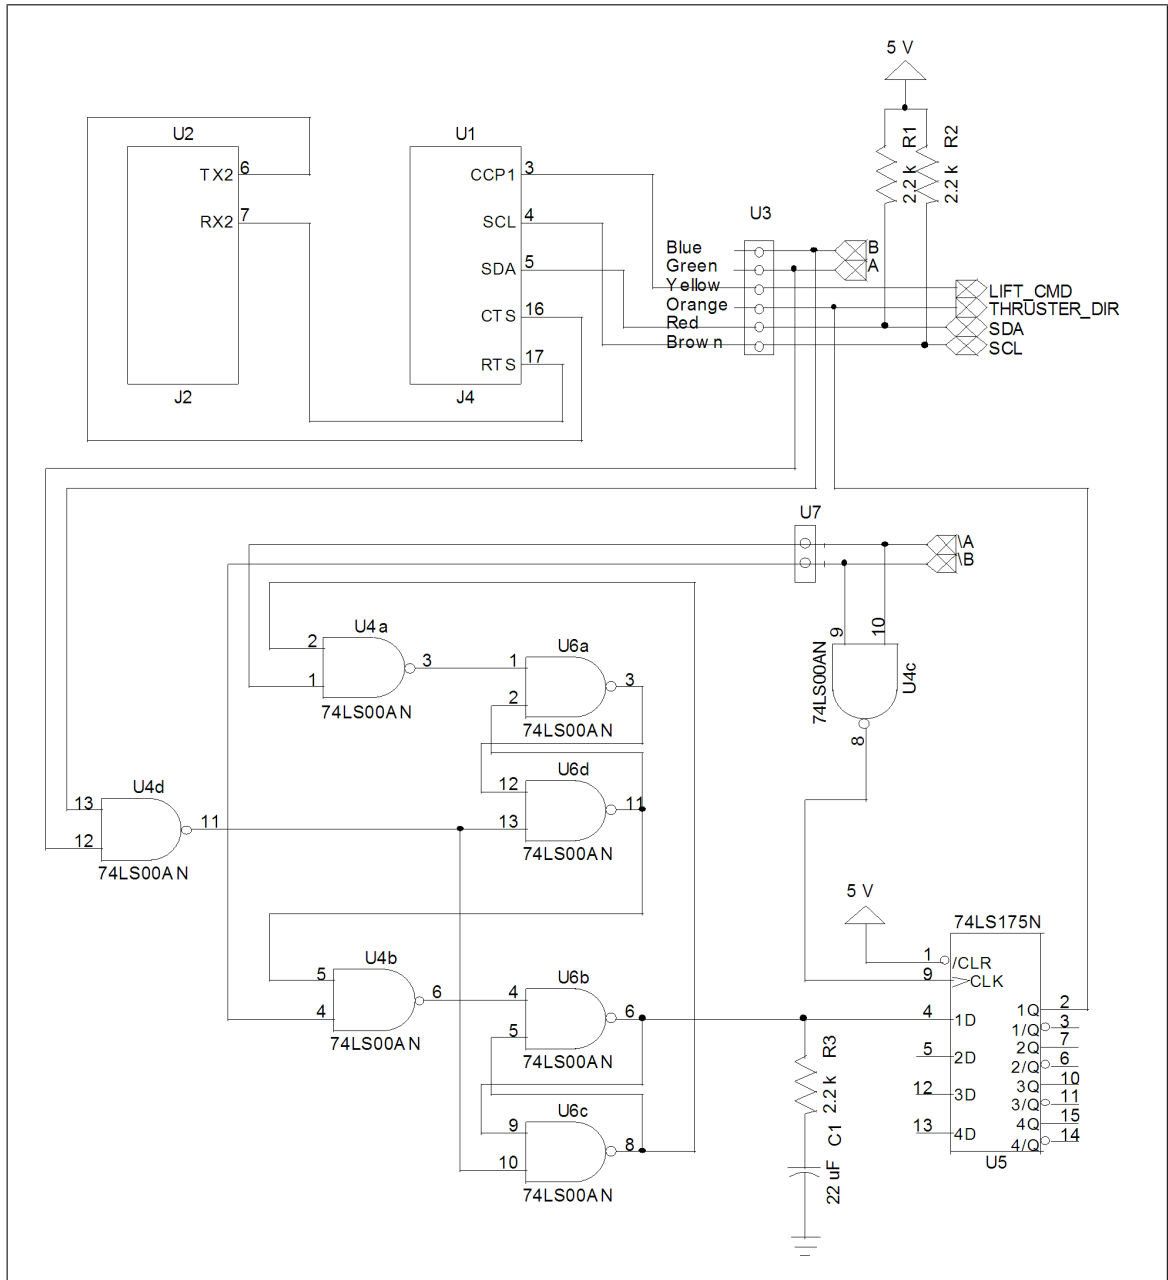 5 V
U2
U1
R1
R2
2.2 k
2.2 k
TX2
6
CCP1
3
RX2
7
SCL
4
U3
SDA
5
Blue
B
Green
A
Yellow
LIFT_CMD
Orange
THRUSTER_DIR
CTS
16
Red
SDA
Brown
SCL
RTS
17
J2
J4
U7
\A
\B
U4a
2
3
1
74LS00AN
U6a
1
3
2
74LS00AN
9
10
74LS00AN
U4c
8
U6d
12
11
13
74LS00AN
U4d
13
11
12
74LS00AN
5 V
74LS175N
1
/CLR
9
CLK
U4b
5
6
4
74LS00AN
U6b
4
6
5
74LS00AN
4
1D
1Q
2
1/Q
3
5
2D
2Q
7
2/Q
6
12
3D
3Q
10
3/Q
11
13
4D
4Q
15
4/Q
14
U5
R3
2.2 k
C1
22 uF
U6c
9
8
10
74LS00AN